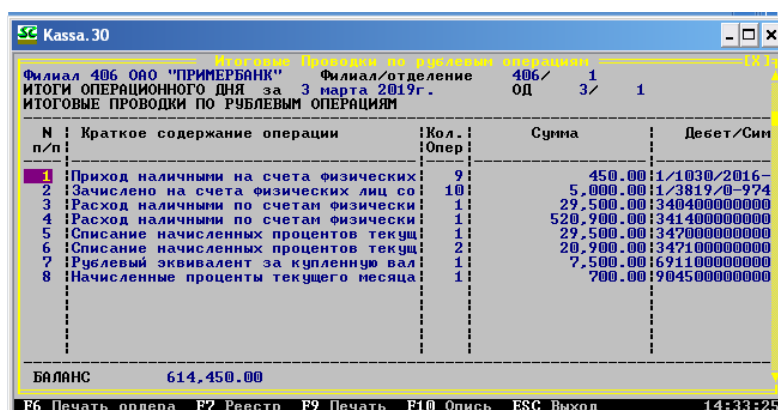 Kassa.30
Итоговые Проводки по рублевым операциям [X]
Филиал 406 ОАО "ПРИМЕРБАНК" Филиал/отделение 406/ 1
ИТОГИ ОПЕРАЦИОННОГО ДНЯ за 3 марта 2019г. ОД 3/ 1
ИТОГОВЫЕ ПРОВОДКИ ПО РУБЛЕВЫМ ОПЕРАЦИЯМ
N Краткое содержание операции Кол. Сумма Дебет/Сим
п/п Опер
1 Приход наличными на счета физических 9 450.00 1/1030/2016-
2 Зачислено на счета физических лиц со 10 5,000.00 1/3819/0-974
3 Расход наличными по счетам физически 1 29,500.00 340400000000
4 Расход наличными по счетам физически 1 520,900.00 341400000000
5 Списание начисленных процентов текущ 1 29,500.00 347000000000
6 Списание начисленных процентов текущ 2 20,900.00 347100000000
7 Рублевый эквивалент за купленную вал 1 7,500.00 691100000000
8 Начисленные проценты текущего месяца 1 700.00 904500000000
БАЛАНС 614,450.00
F6 Печать ордера F7 Реестр F9 Печать F10 Опись ESC Выход 14:33:25